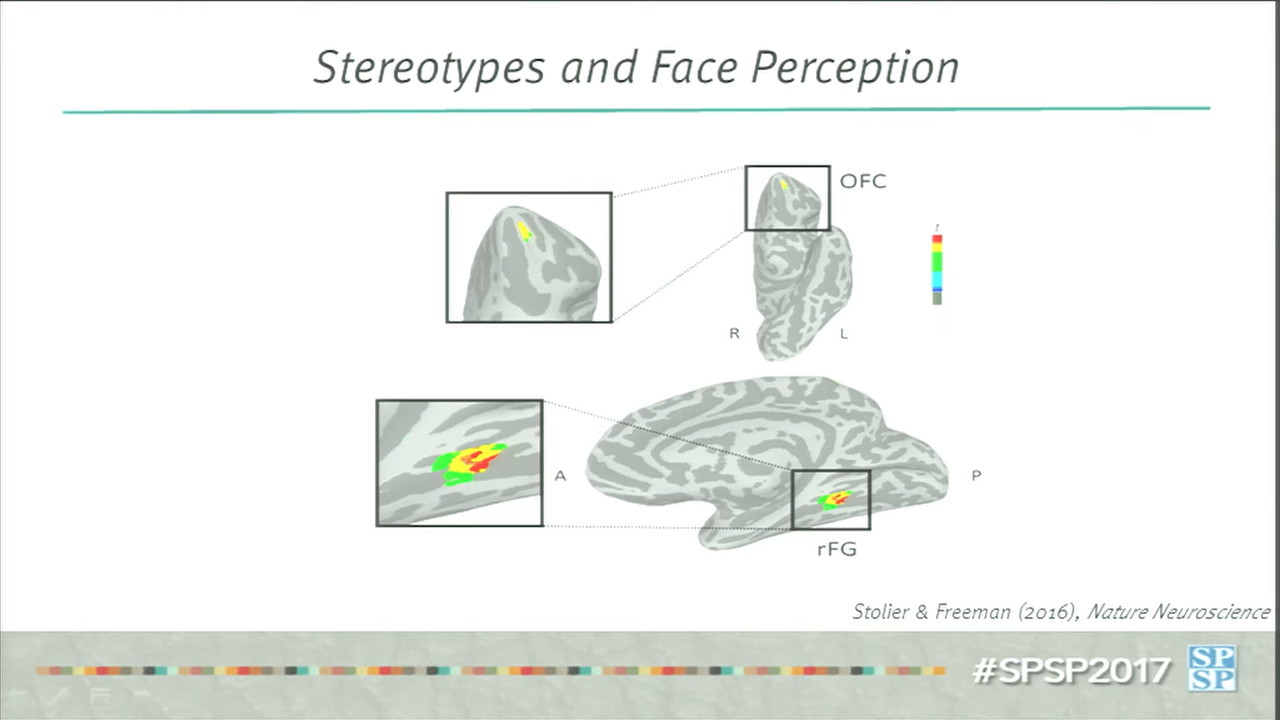 Stereotypes and Face Perception
OFC
R
L
A
P
rFG
Stolier & Freeman (2016), Nature Neuroscience
#SPSP2017
SP
SP